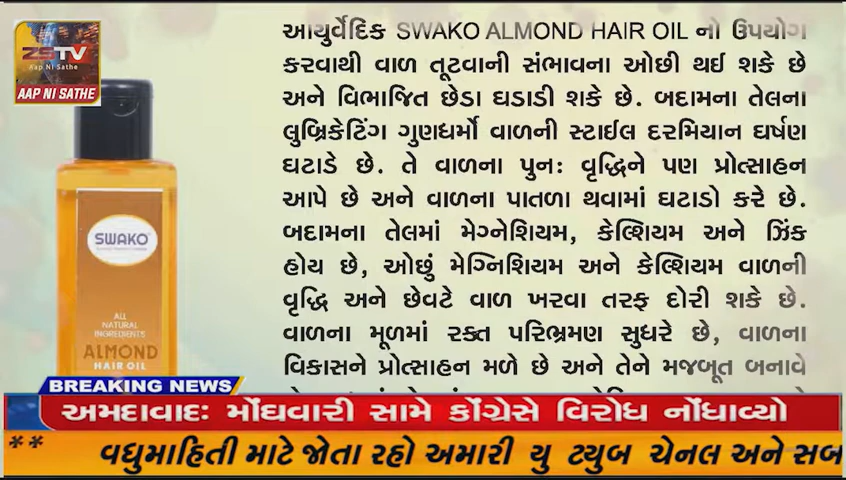 ZSTV
Aap Ni Sathe
AAP NI SATHE
આયુર્વેદિક SWAKO ALMOND HAIR OIL નો ઉપયોગ
કરવાથી વાળ તૂટવાની સંભાવના ઓછી થઈ શકે છે
અને વિભાજિત છેડા ઘડાડી શકે છે. બદામના તેલના
લુબ્રિકેટિંગ ગુણધર્મો વાળની સ્ટાઈલ દરમિયાન ઘર્ષણ
ઘટાડે છે. તે વાળના પુનઃ વૃદ્ધિને પણ પ્રોત્સાહન
આપે છે અને વાળના પાતળા થવામાં ઘટાડો કરે છે.
બદામના તેલમાં મેગ્નેશિયમ, કેલ્શિયમ અને ઝિંક
હોય છે, ઓછું મેગ્નિશિયમ અને કેલ્શિયમ વાળની
વૃદ્ધિ અને છેવટે વાળ ખરવા તરફ દોરી શકે છે.
વાળના મૂળમાં રક્ત પરિભ્રમણ સુધરે છે, વાળના
વિકાસને પ્રોત્સાહન મળે છે અને તેને મજબૂત બનાવે
SWAKO
ALL
NATURAL
INGREDIENTS
ALMOND
HAIR OIL
BREAKING NEWS
અમદાવાદઃ મોંઘવારી સામે કોંગ્રેસે વિરોધ નોંધાવ્યો
** વધુમાહિતી માટે જોતા રહો અમારી યુ ટ્યુબ ચેનલ અને સબ